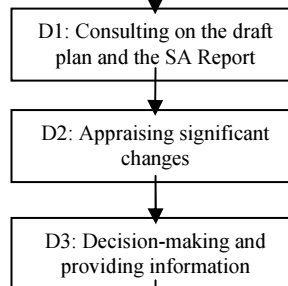 D1: Consulting on the draft
plan and the SA Report
D2: Appraising significant
changes
D3: Decision-making and
providing information